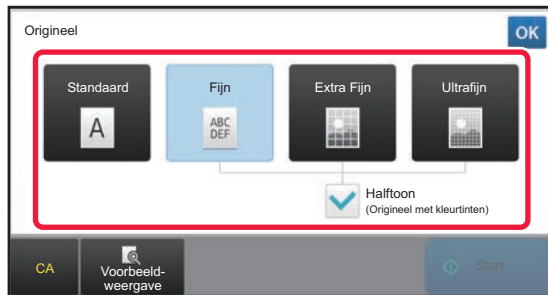 Origineel
OK
Standaard
Fijn
Extra Fijn
Ultrafijn
A
ABC
DEF
Halftoon
(Origineel met kleurtinten)
CA
Voorbeeld-
weergave
Start